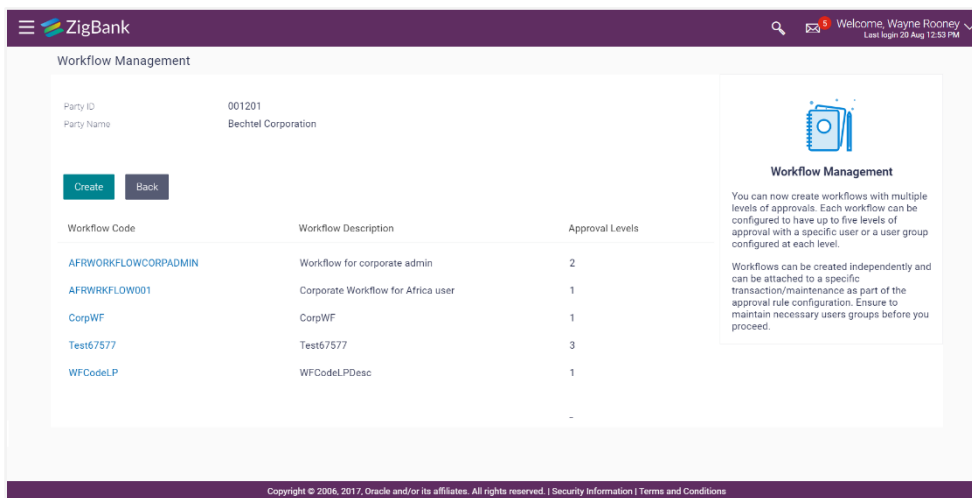 ZigBank
5
Welcome, Wayne Rooney
Last login 20 Aug 12:53 PM
Workflow Management
Party ID 001201
Party Name Bechtel Corporation
Create Back
Workflow Code Workflow Description Approval Levels
AFRWORKFLOWCORPADMIN Workflow for corporate admin 2
AFRWRKFLOW001 Corporate Workflow for Africa user 1
CorpWF CorpWF 1
Test67577 Test67577 3
WFCodeLP WFCodeLPDesc 1
Workflow Management
You can now create workflows with multiple
levels of approvals. Each workflow can be
configured to have up to five levels of
approval with a specific user or a user group
configured at each level.
Workflows can be created independently and
can be attached to a specific
transaction/maintenance as part of the
approval rule configuration. Ensure to
maintain necessary users groups before you
proceed.
Copyright © 2006, 2017, Oracle and/or its affiliates. All rights reserved. | Security Information | Terms and Conditions